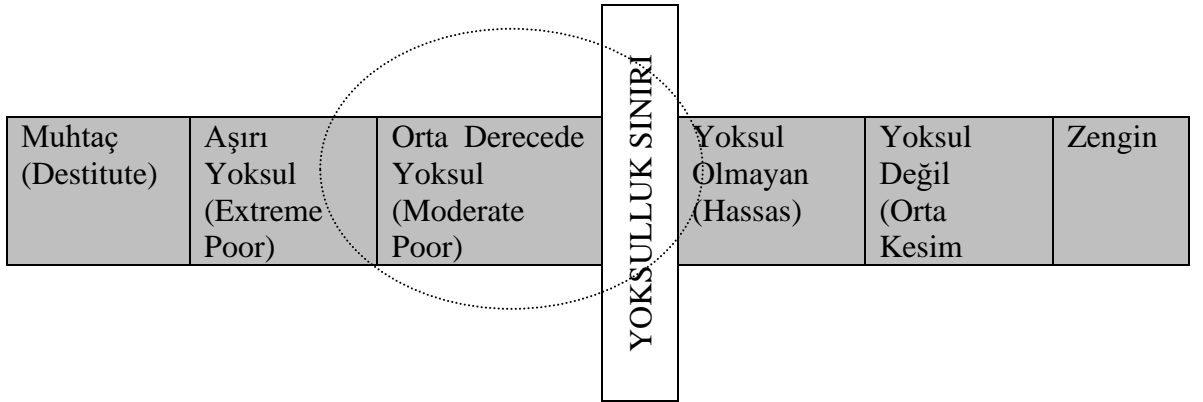 Muhtaç
(Destitute)
Aşırı
Yoksul
(Extreme
Poor)
Orta Derecede
Yoksul
(Moderate
Poor)
YOKSULLUK SINIRI
Yoksul
Olmayan
(Hassas)
Yoksul
Değil
(Orta
Kesim
Zengin